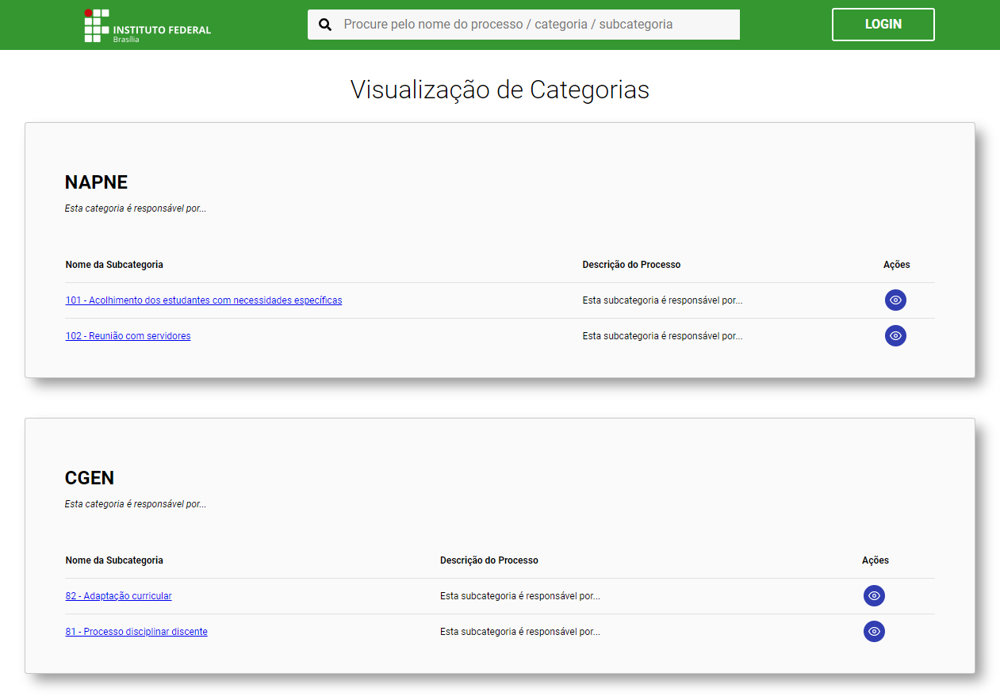 INSTITUTO FEDERAL
Brasília
Procure pelo nome do processo / categoria / subcategoria
LOGIN
Visualização de Categorias
NAPNE
Esta categoria é responsável por...
Nome da Subcategoria Descrição do Processo Ações
101 - Acolhimento dos estudantes com necessidades específicas Esta subcategoria é responsável por...
102 - Reunião com servidores Esta subcategoria é responsável por...
CGEN
Esta categoria é responsável por...
Nome da Subcategoria Descrição do Processo Ações
82 - Adaptação curricular Esta subcategoria é responsável por...
81 - Processo disciplinar discente Esta subcategoria é responsável por...